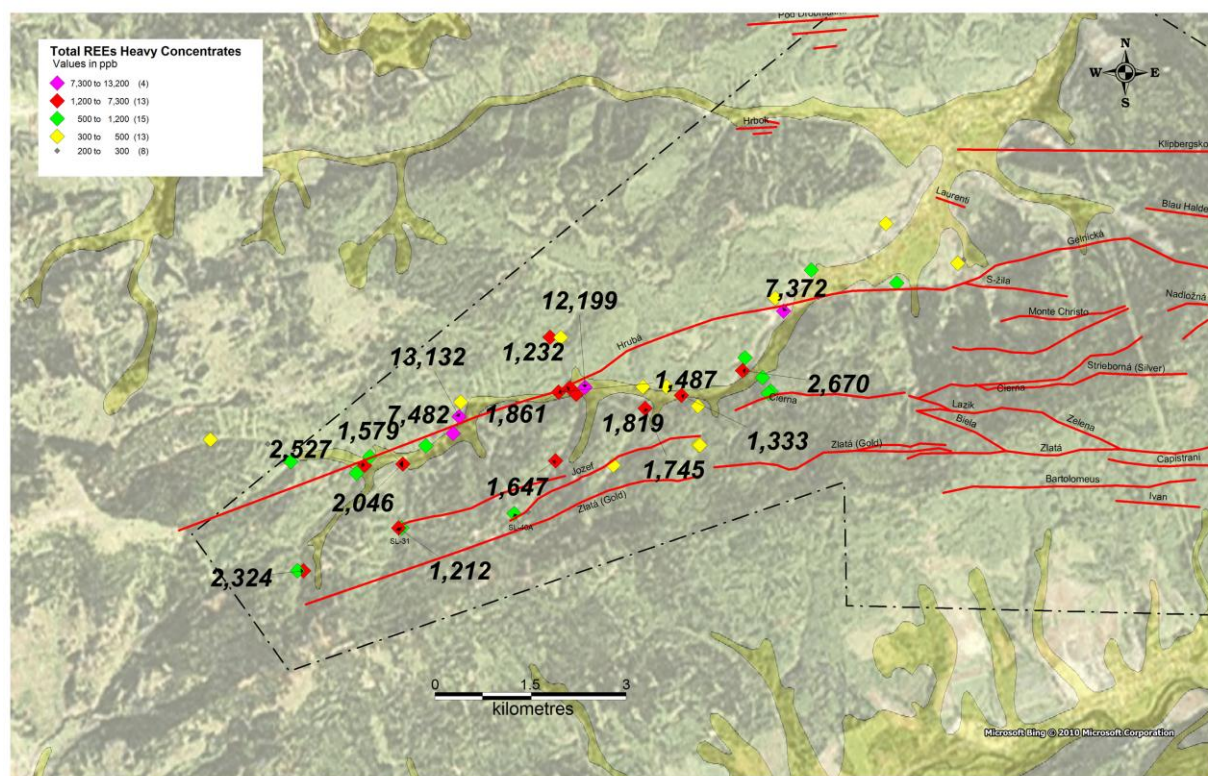 Total REEs Heavy Concentrates
Values in ppb
7,300 to 13,200 (4)
1,200 to 7,300 (13)
500 to 1,200 (15)
300 to 500 (13)
200 to 300 (8)
N
W E
S
Hrbok
Klipbergsko
Laurenti
Blau Halde
Gelnická
S-žila
7,372
12,199
Nadložná
Monte Christo
Hrubá
1,232
13,132
Strieborná (Silver)
Čierna
1,487
2,670
Čierna
Lazik
7,482
1,861
1,819
Biela
Zelena
1,579
1,333
Zlatá (Gold)
Zlatá
2,527
1,745
Jozef
Capistrani
1,647
Bartolomeus
2,046
Zlatá (Gold)
Ivan
SL-40A
SL-31
2,324
1,212
0 1.5 3
kilometres
Microsoft Bing © 2010 Microsoft Corporation